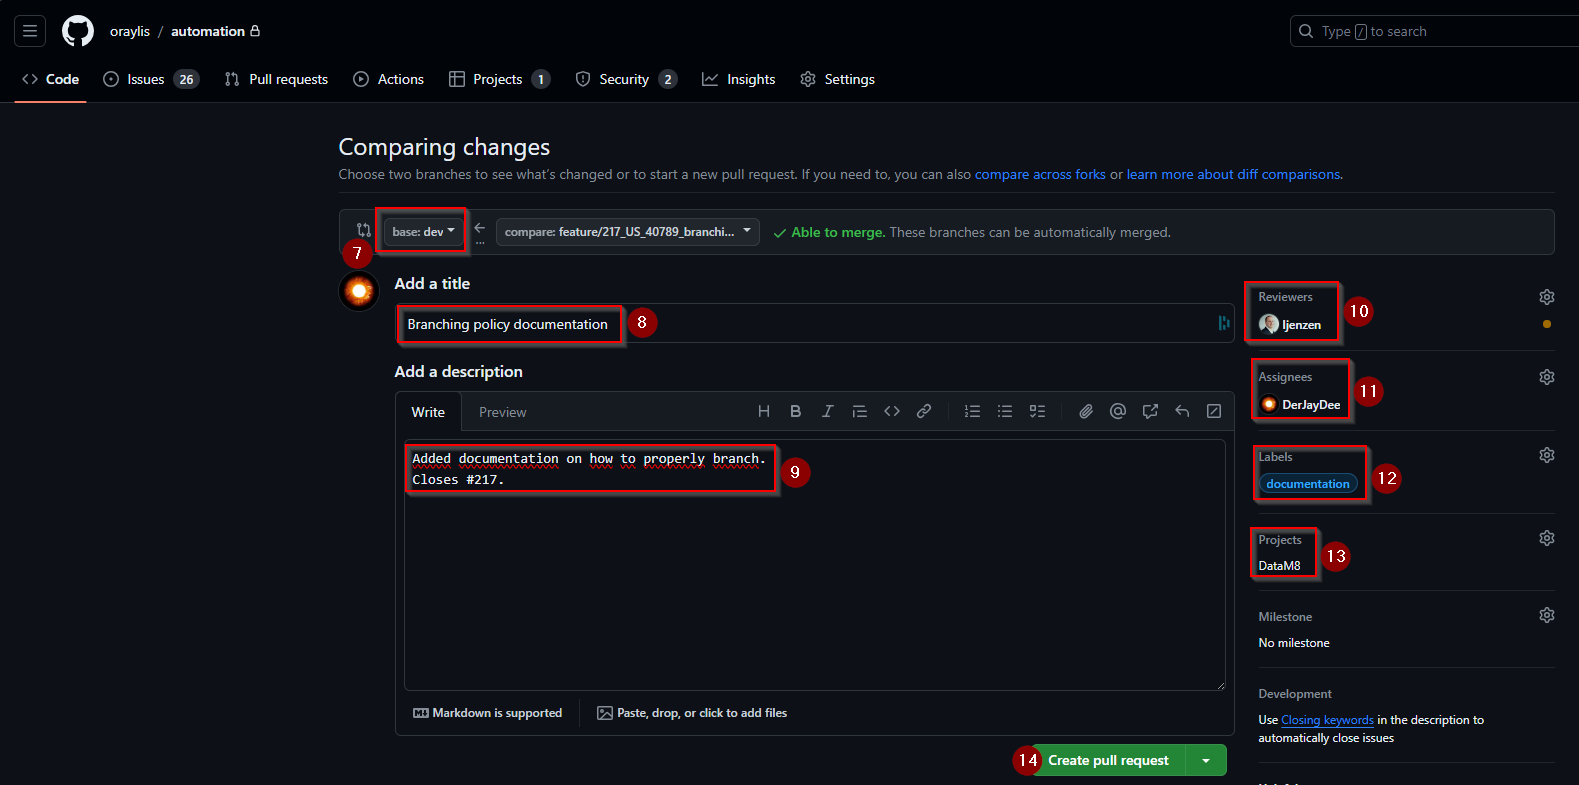 oraylis / automation
Type / to search
Code
Issues 26
Pull requests
Actions
Projects 1
Security 2
Insights
Settings
Comparing changes
Choose two branches to see what's changed or to start a new pull request. If you need to, you can also compare across forks or learn more about diff comparisons.
base: dev
compare: feature/217_US_40789_branchi...
Able to merge. These branches can be automatically merged.
7
Add a title
Branching policy documentation
8
Add a description
Write
Preview
Added documentation on how to properly branch.
Closes #217.
9
Markdown is supported
Paste, drop, or click to add files
14
Create pull request
Reviewers
ljenzen
10
Assignees
DerJayDee
11
Labels
documentation
12
Projects
DataM8
13
Milestone
No milestone
Development
Use Closing keywords in the description to
automatically close issues